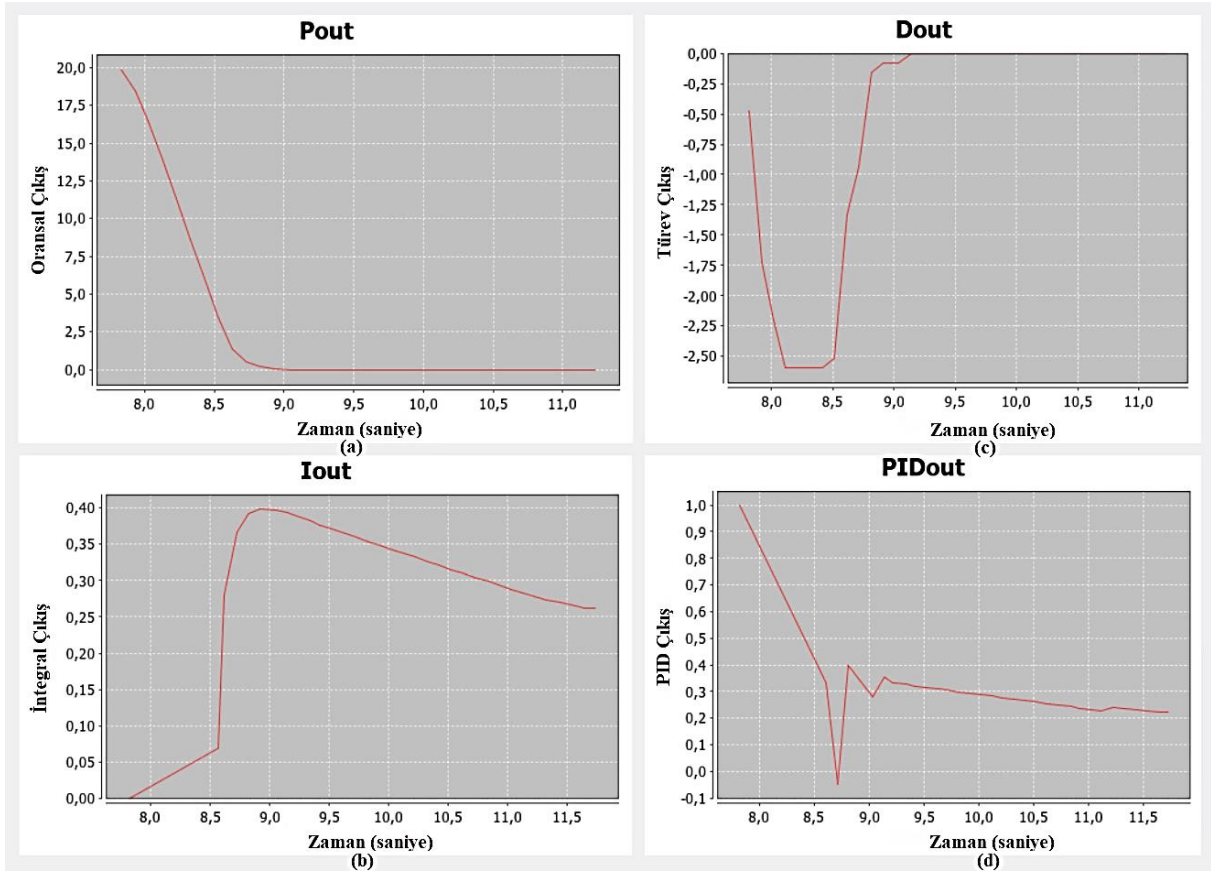 Pout
20,0
17,5
15,0
12,5
10,0
7,5
5,0
2,5
0,0
Oransal Çıkış
8,0 8,5 9,0 9,5 10,0 10,5 11,0
Zaman (saniye)
(a)
Dout
0,00
-0,25
-0,50
-0,75
-1,00
-1,25
-1,50
-1,75
-2,00
-2,25
-2,50
Türev Çıkış
8,0 8,5 9,0 9,5 10,0 10,5 11,0
Zaman (saniye)
(c)
Iout
0,40
0,35
0,30
0,25
0,20
0,15
0,10
0,05
0,00
İntegral Çıkış
8,0 8,5 9,0 9,5 10,0 10,5 11,0 11,5
Zaman (saniye)
(b)
PIDout
1,0
0,9
0,8
0,7
0,6
0,5
0,4
0,3
0,2
0,1
0,0
-0,1
PID Çıkış
8,0 8,5 9,0 9,5 10,0 10,5 11,0 11,5
Zaman (saniye)
(d)